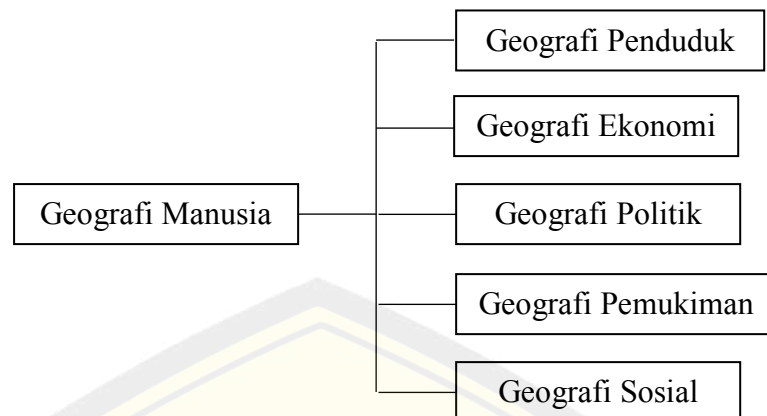 Geografi Penduduk
Geografi Ekonomi
Geografi Manusia
Geografi Politik
Geografi Pemukiman
Geografi Sosial